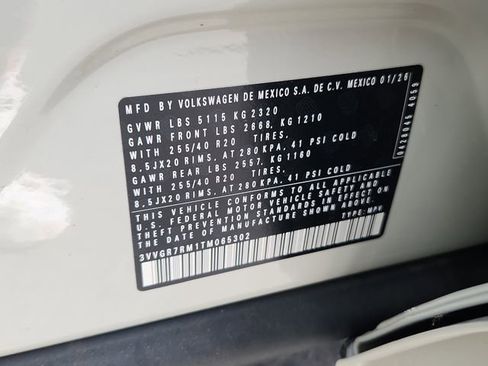 MFD BY VOLKSWAGEN DE MEXICO S.A. DE C.V. MEXICO 01/26
GVWR LBS 5115 KG 2320
GAWR FRONT LBS 2668, KG 1210
WITH 255/40 R20 TIRES.
8.5JX20 RIMS, AT 280 KPA, 41 PSI COLD
GAWR REAR LBS 2557, KG 1160
WITH 255/40 R20 TIRES.
8.5JX20 RIMS, AT 280 KPA, 41 PSI COLD
THIS VEHICLE CONFORMS TO ALL APPLICABLE
U.S. FEDERAL MOTOR VEHICLE SAFETY AND
THEFT PREVENTION STANDARDS IN EFFECT
ON THE DATE OF MANUFACTURE SHOWN ABOVE
3VVGR7RM1TM065302
TYPE: MPV